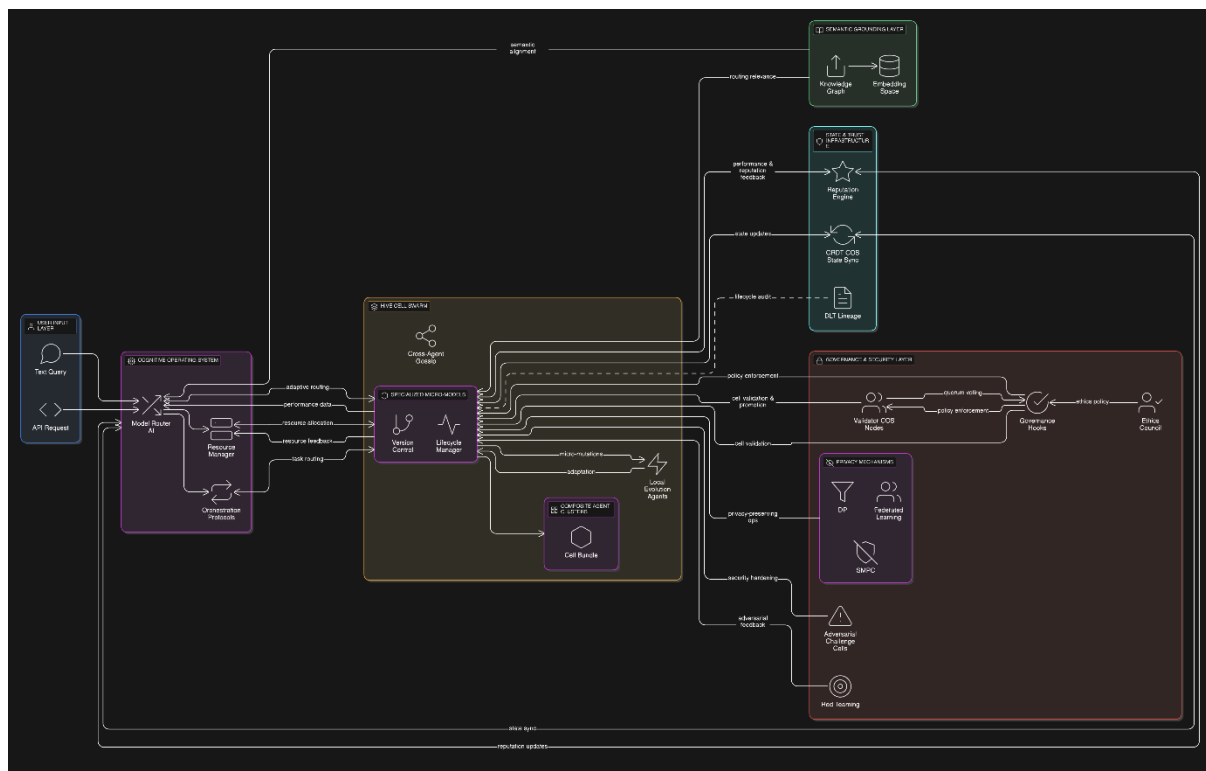 semantic
alignment
SEMANTIC GROUNDING LAYER
Knowledge
Graph
Embedding
Space
routing relevance
STATE & TRUST
INFRASTRUCTUR
E
performance &
reputation
feedback
Reputation
Engine
state updates
CRDT COS
State Sync
lifecycle audit
DLT Lineage
USER INPUT
LAYER
Text Query
API Request
COGNITIVE OPERATING SYSTEM
Model Router
AI
Resource
Manager
Orchestration
Protocols
adaptive routing
performance data
resource allocation
resource feedback
task routing
HIVE CELL SWARM
Cross-Agent
Gossip
SPECIALIZED MICRO-MODELS
Version
Control
Lifecycle
Manager
micro-mutations
adaptation
Local
Evolution
Agents
COMPOSITE AGENT
CLUSTERS
Cell Bundle
GOVERNANCE & SECURITY LAYER
policy enforcement
cell validation &
promotion
cell validation
Validator COS
Nodes
quorum voting
policy enforcement
Governance
Hooks
ethics policy
Ethics
Council
PRIVACY MECHANISMS
DP
Federated
Learning
SMPC
privacy-preserving
ops
security hardening
Adversarial
Challenge
Cells
adversarial
feedback
Red Teaming
state sync
reputation updates